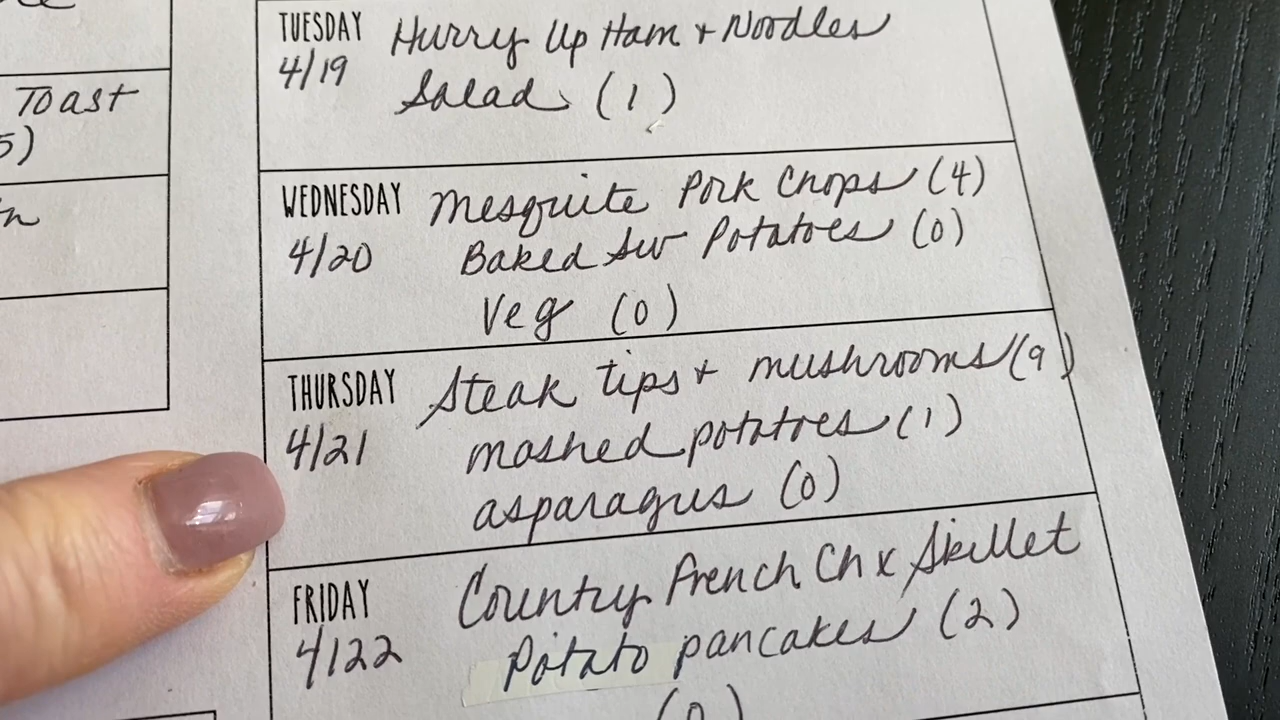 Toast
5)
TUESDAY Hurry Up Ham + Noodles
4/19 Salad (1)
WEDNESDAY Mesquite Pork Chops (4)
4/20 Baked Sw Potatoes (0)
Veg (0)
THURSDAY Steak tips + mushrooms (9)
4/21 mashed potatoes (1)
asparagus (0)
FRIDAY Country French Chx Skillet
4/22 Potato pancakes (2)
(0)